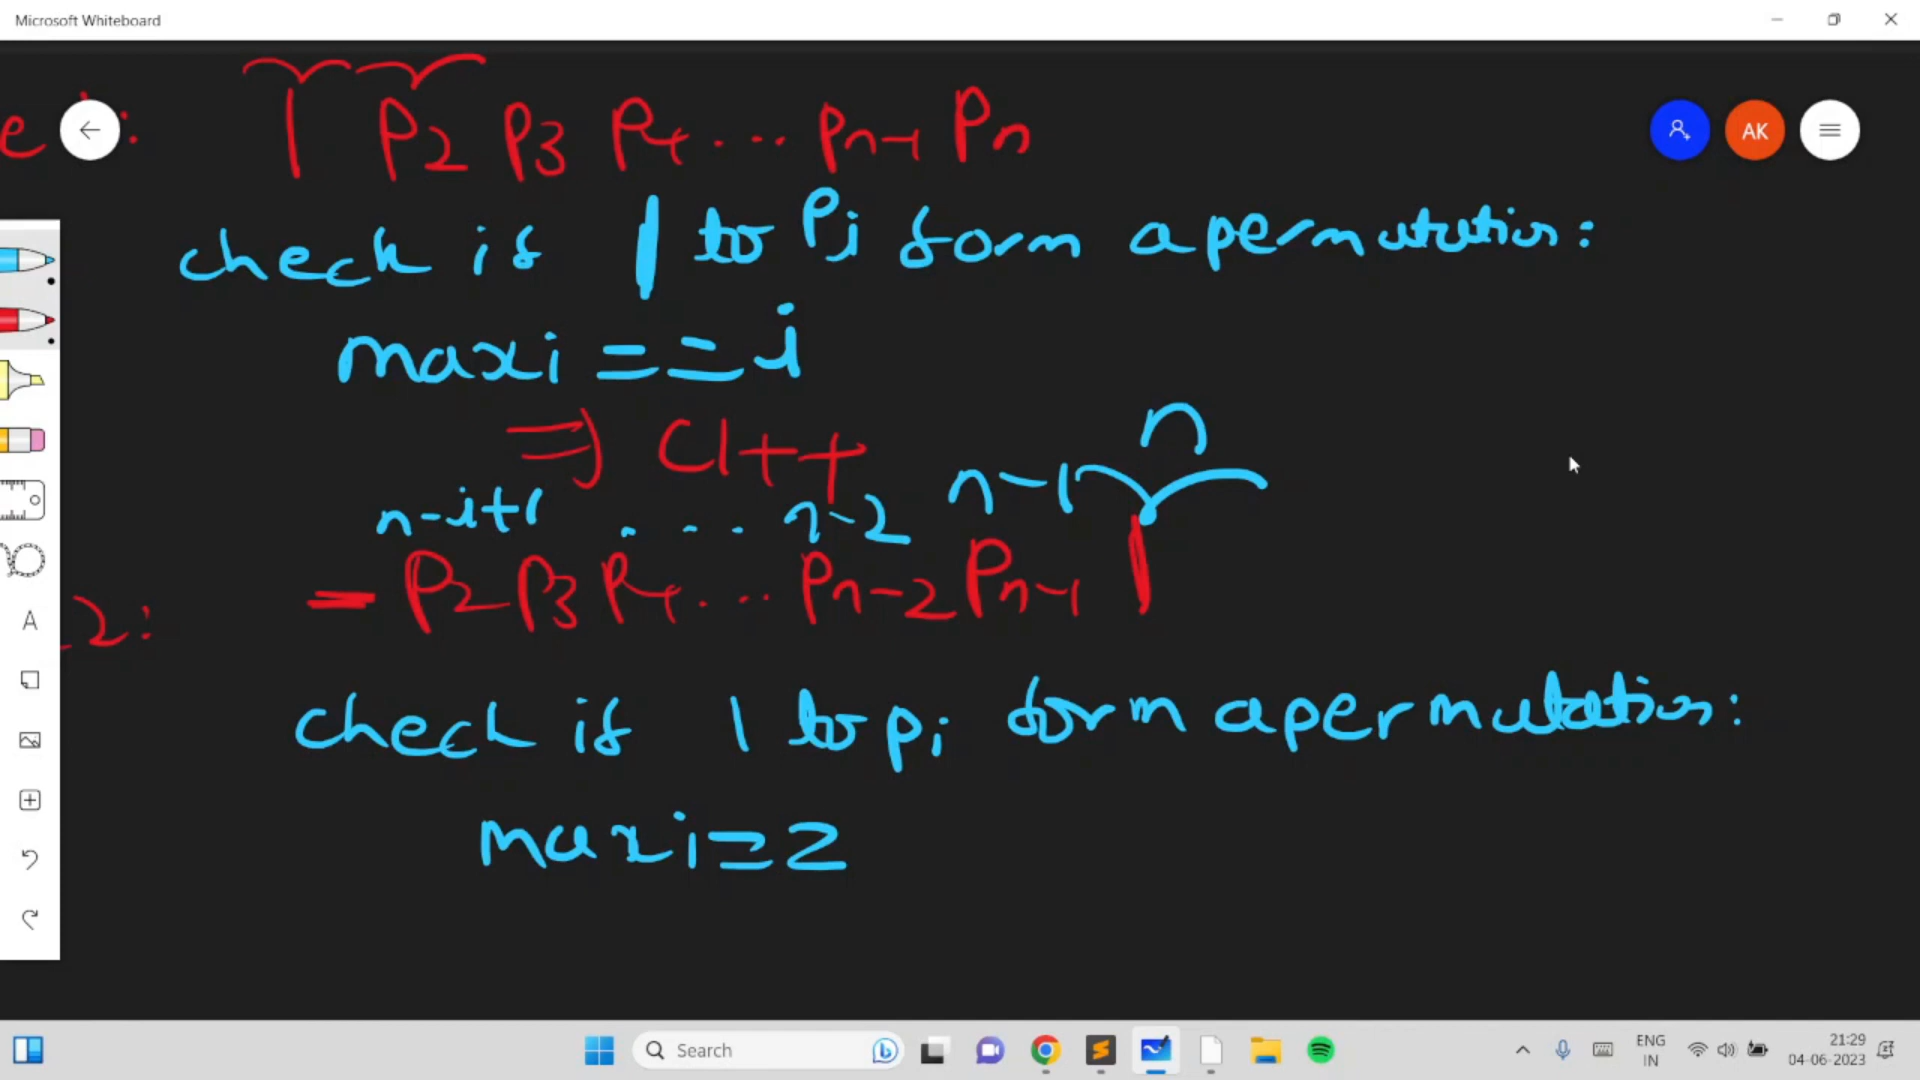 Microsoft Whiteboard
e :
1 P2 P3 P4 ... Pn-1 Pn
AK
check if 1 to Pi form a permutation:
maxi == i
=> C1++
n
n-i+1 ... n-2 n-1
2: - P2 P3 P4 ... Pn-2 Pn-1 1
A
check if 1 to pi form a permutation:
maxi=2
Search
ENG
IN
21:29
04-06-2023